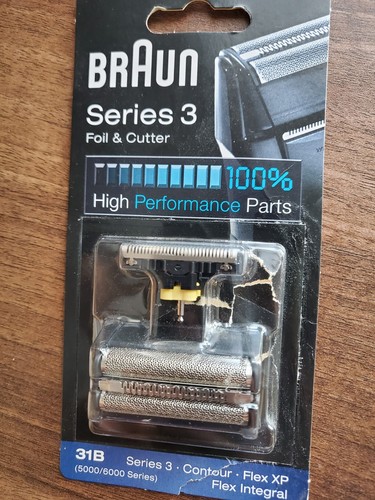 BRAUN
Series 3
Foil & Cutter
100%
High Performance Parts
31B
(5000/6000 Series)
Series 3 · Contour · Flex XP
Flex Integral